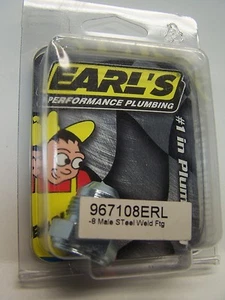 EARL'S
PERFORMANCE PLUMBING
#1 in Plum
967108ERL
-8 Male STeel Weld Ftg